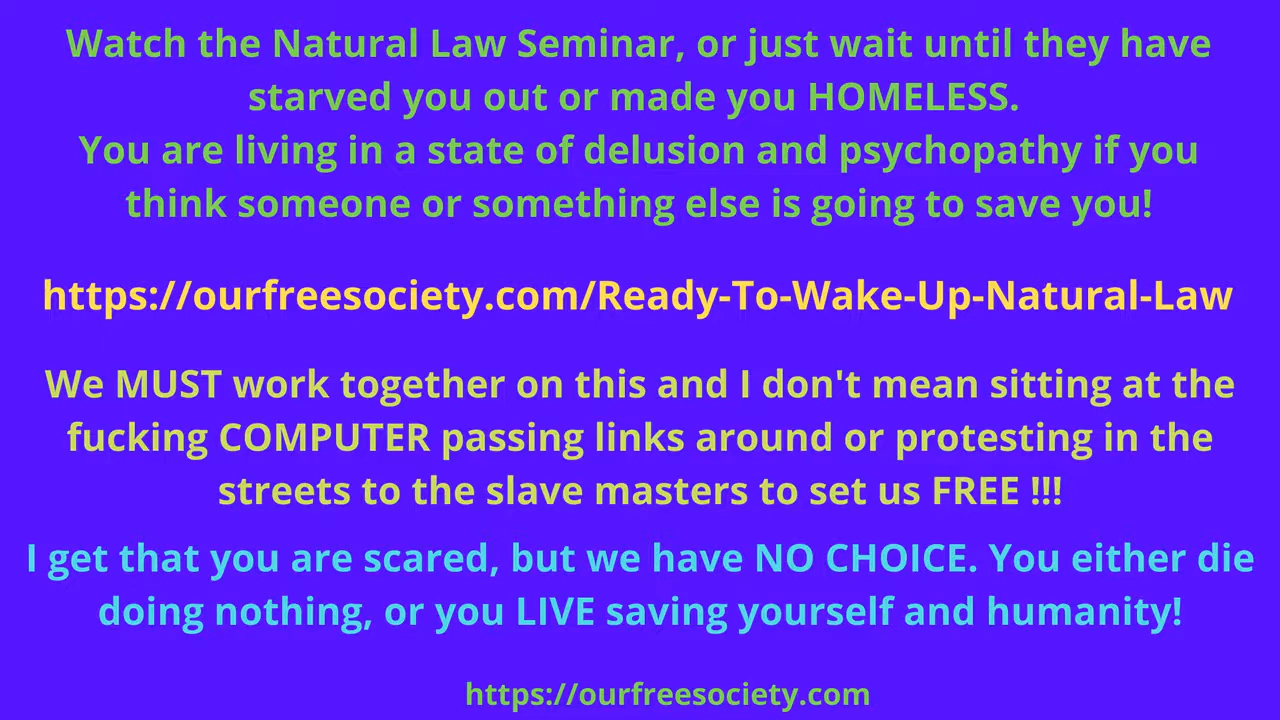 Watch the Natural Law Seminar, or just wait until they have
starved you out or made you HOMELESS.
You are living in a state of delusion and psychopathy if you
think someone or something else is going to save you!
https://ourfreesociety.com/Ready-To-Wake-Up-Natural-Law
We MUST work together on this and I don't mean sitting at the
fucking COMPUTER passing links around or protesting in the
streets to the slave masters to set us FREE !!!
I get that you are scared, but we have NO CHOICE. You either die
doing nothing, or you LIVE saving yourself and humanity!
https://ourfreesociety.com